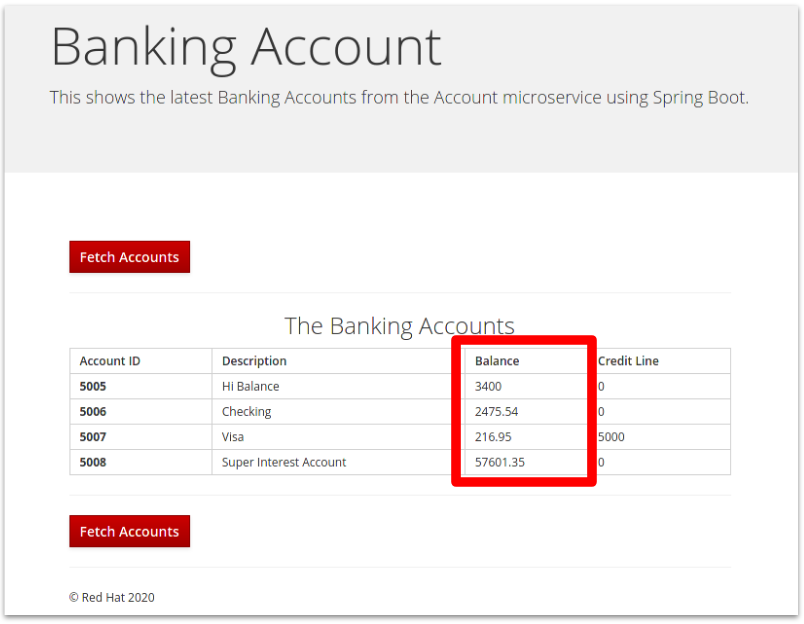 Banking Account
This shows the latest Banking Accounts from the Account microservice using Spring Boot.
Fetch Accounts
The Banking Accounts
Account ID Description Balance Credit Line
5005 Hi Balance 3400 0
5006 Checking 2475.54 0
5007 Visa 216.95 5000
5008 Super Interest Account 57601.35 0
Fetch Accounts
© Red Hat 2020